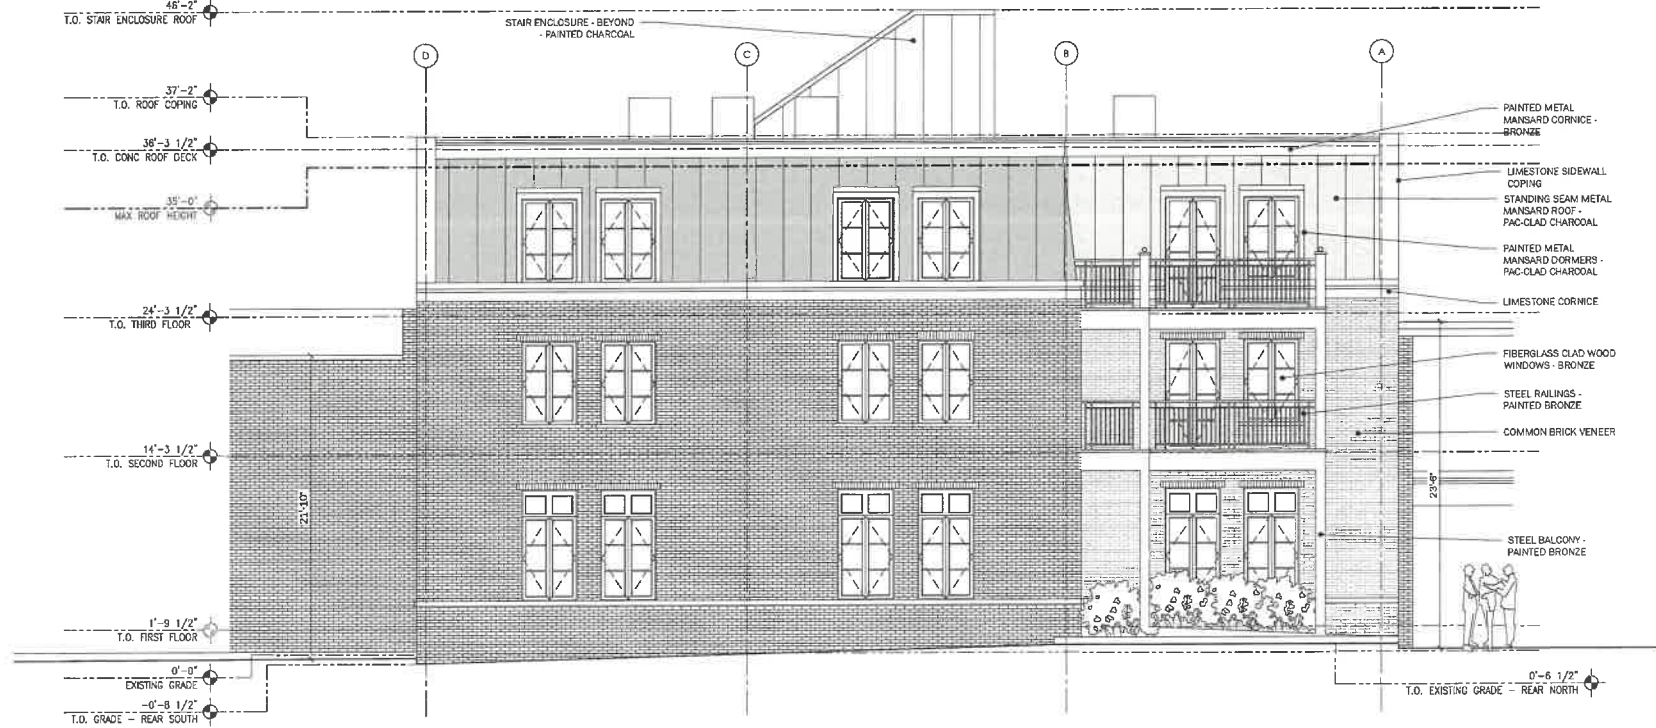 46'-2"
T.O. STAIR ENCLOSURE ROOF
STAIR ENCLOSURE - BEYOND
- PAINTED CHARCOAL
D
C
B
A
37'-2"
T.O. ROOF COPING
36'-3 1/2"
T.O. CONC ROOF DECK
35'-0"
MAX ROOF HEIGHT
24'-3 1/2"
T.O. THIRD FLOOR
14'-3 1/2"
T.O. SECOND FLOOR
21'-10"
1'-9 1/2"
T.O. FIRST FLOOR
0'-0"
EXISTING GRADE
-0'-8 1/2"
T.O. GRADE - REAR SOUTH
PAINTED METAL
MANSARD CORNICE -
BRONZE
LIMESTONE SIDEWALL
COPING
STANDING SEAM METAL
MANSARD ROOF -
PAC-CLAD CHARCOAL
PAINTED METAL
MANSARD DORMERS -
PAC-CLAD CHARCOAL
LIMESTONE CORNICE
FIBERGLASS CLAD WOOD
WINDOWS - BRONZE
STEEL RAILINGS -
PAINTED BRONZE
COMMON BRICK VENEER
23'-6"
STEEL BALCONY -
PAINTED BRONZE
0'-6 1/2"
T.O. EXISTING GRADE - REAR NORTH